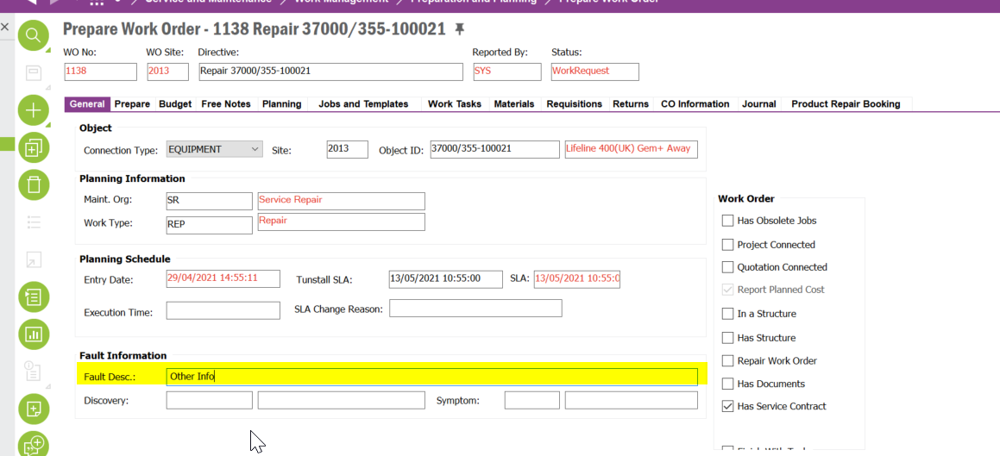 Service and Maintenance / Work Management / Preparation and Planning / Prepare Work Order
Prepare Work Order - 1138 Repair 37000/355-100021
WO No: WO Site: Directive: Reported By: Status:
1138 2013 Repair 37000/355-100021 SYS WorkRequest
General Prepare Budget Free Notes Planning Jobs and Templates Work Tasks Materials Requisitions Returns CO Information Journal Product Repair Booking
Object
Connection Type: EQUIPMENT Site: 2013 Object ID: 37000/355-100021 Lifeline 400(UK) Gem+ Away
Planning Information
Maint. Org: SR Service Repair
Work Type: REP Repair
Planning Schedule
Entry Date: 29/04/2021 14:55:11 Tunstall SLA: 13/05/2021 10:55:00 SLA: 13/05/2021 10:55:0
Execution Time: SLA Change Reason:
Fault Information
Fault Desc.: Other Info
Discovery: Symptom:
Work Order
Has Obsolete Jobs
Project Connected
Quotation Connected
Report Planned Cost
In a Structure
Has Structure
Repair Work Order
Has Documents
Has Service Contract